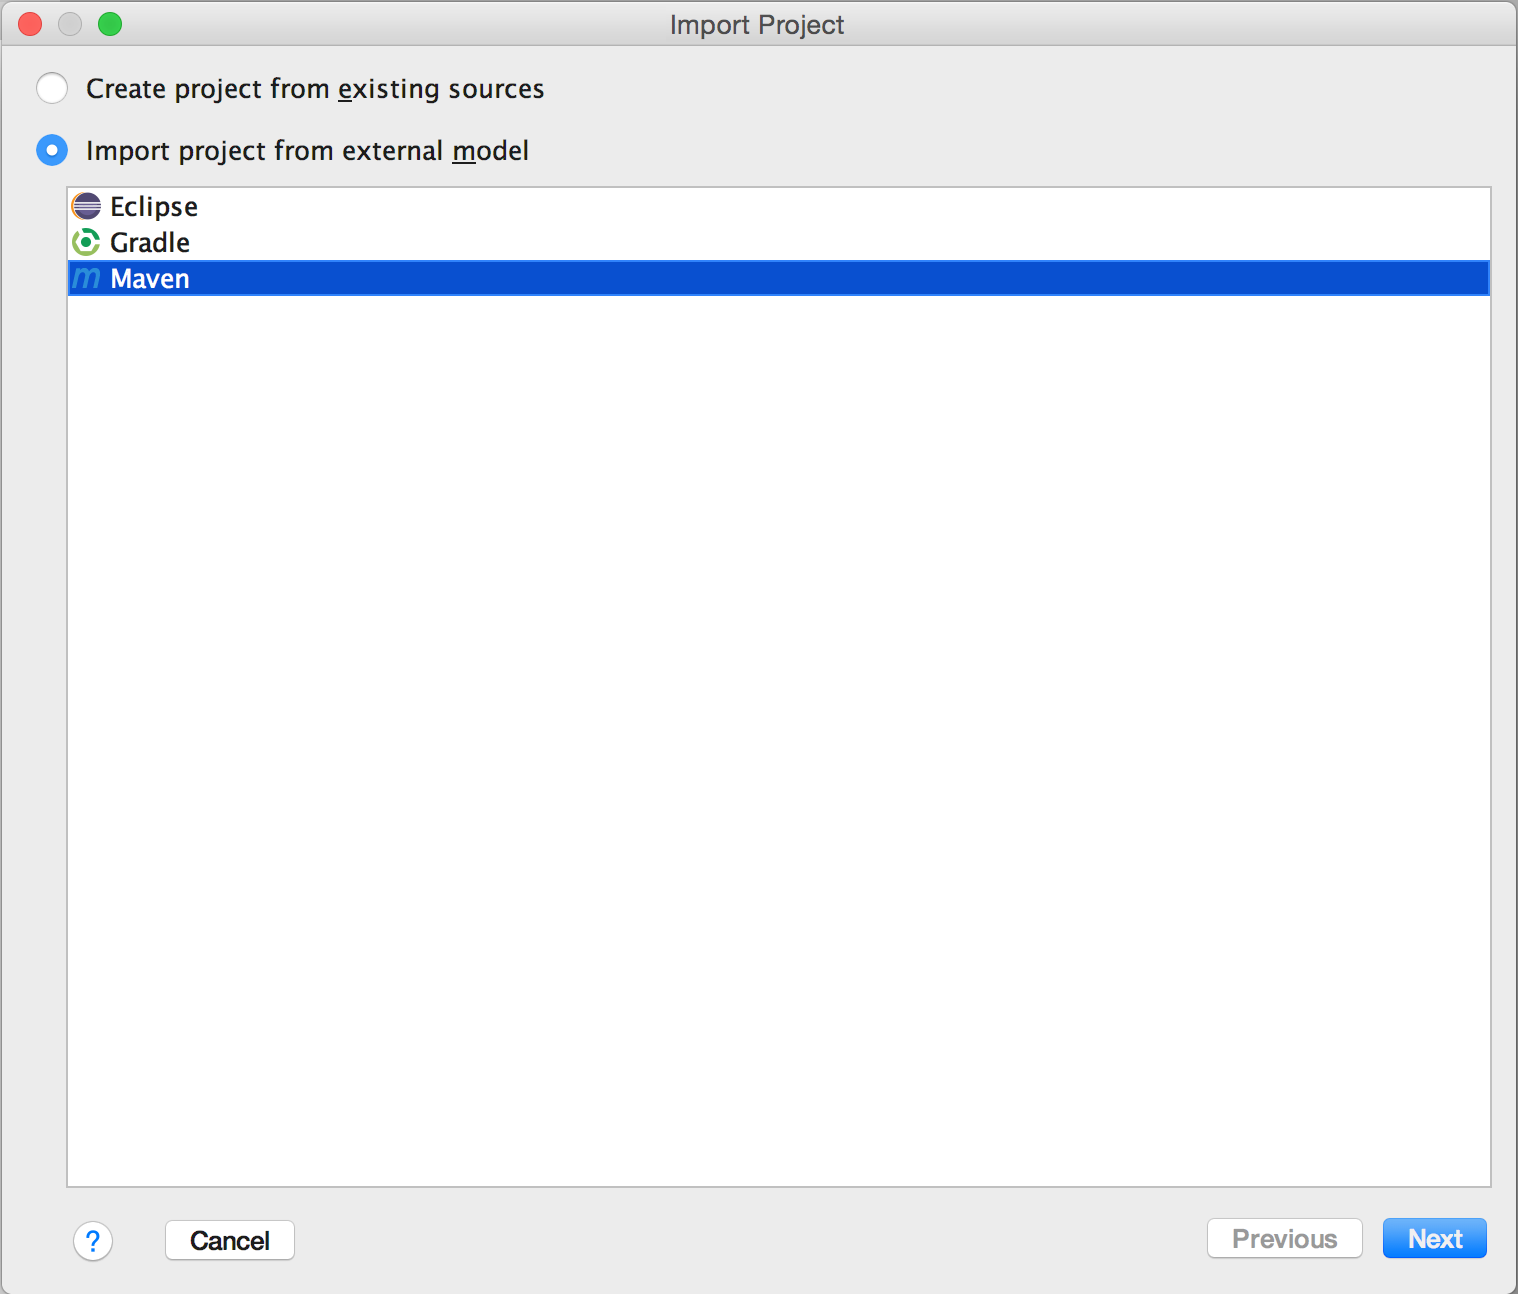 Import Project
Create project from existing sources
Import project from external model
Eclipse
Gradle
m Maven
? Cancel Previous Next